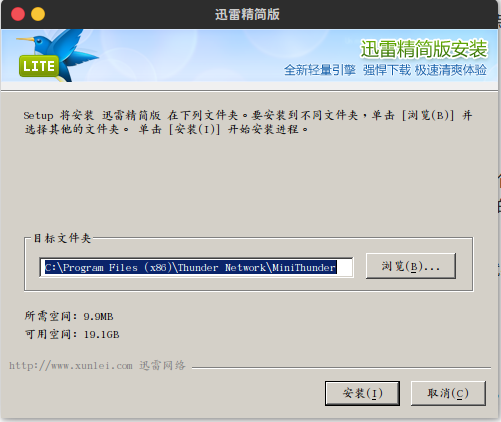 迅雷精简版
LITE
迅雷精简版安装
全新轻量引擎 强悍下载 极速清爽体验
Setup 将安装 迅雷精简版 在下列文件夹。要安装到不同文件夹，单击 [浏览(B)] 并
选择其他的文件夹。 单击 [安装(I)] 开始安装进程。
目标文件夹
C:\Program Files (x86)\Thunder Network\MiniThunder
浏览(B)...
所需空间: 9.9MB
可用空间: 19.1GB
http://www.xunlei.com 迅雷网络
安装(I)
取消(C)